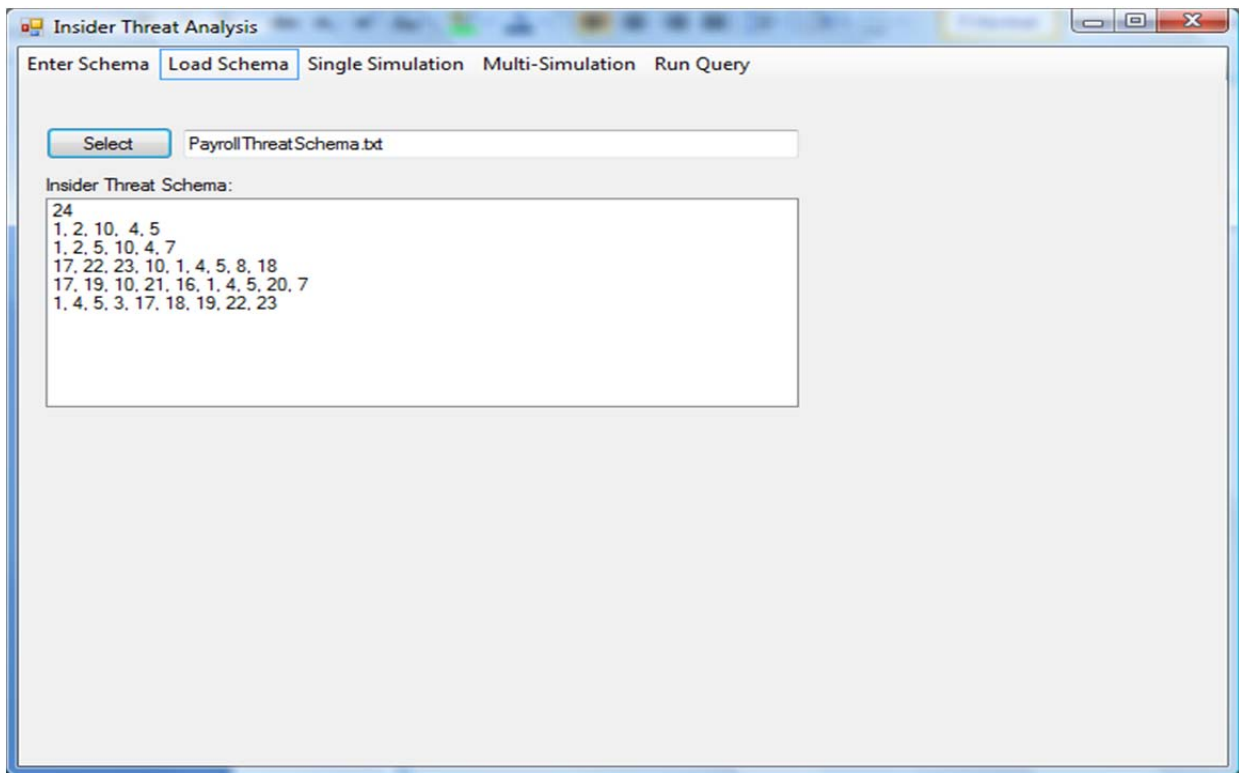 Insider Threat Analysis
Enter Schema Load Schema Single Simulation Multi-Simulation Run Query
Select PayrollThreatSchema.txt
Insider Threat Schema:
24
1, 2, 10,  4, 5
1, 2, 5, 10, 4, 7
17, 22, 23, 10, 1, 4, 5, 8, 18
17, 19, 10, 21, 16, 1, 4, 5, 20, 7
1, 4, 5, 3, 17, 18, 19, 22, 23